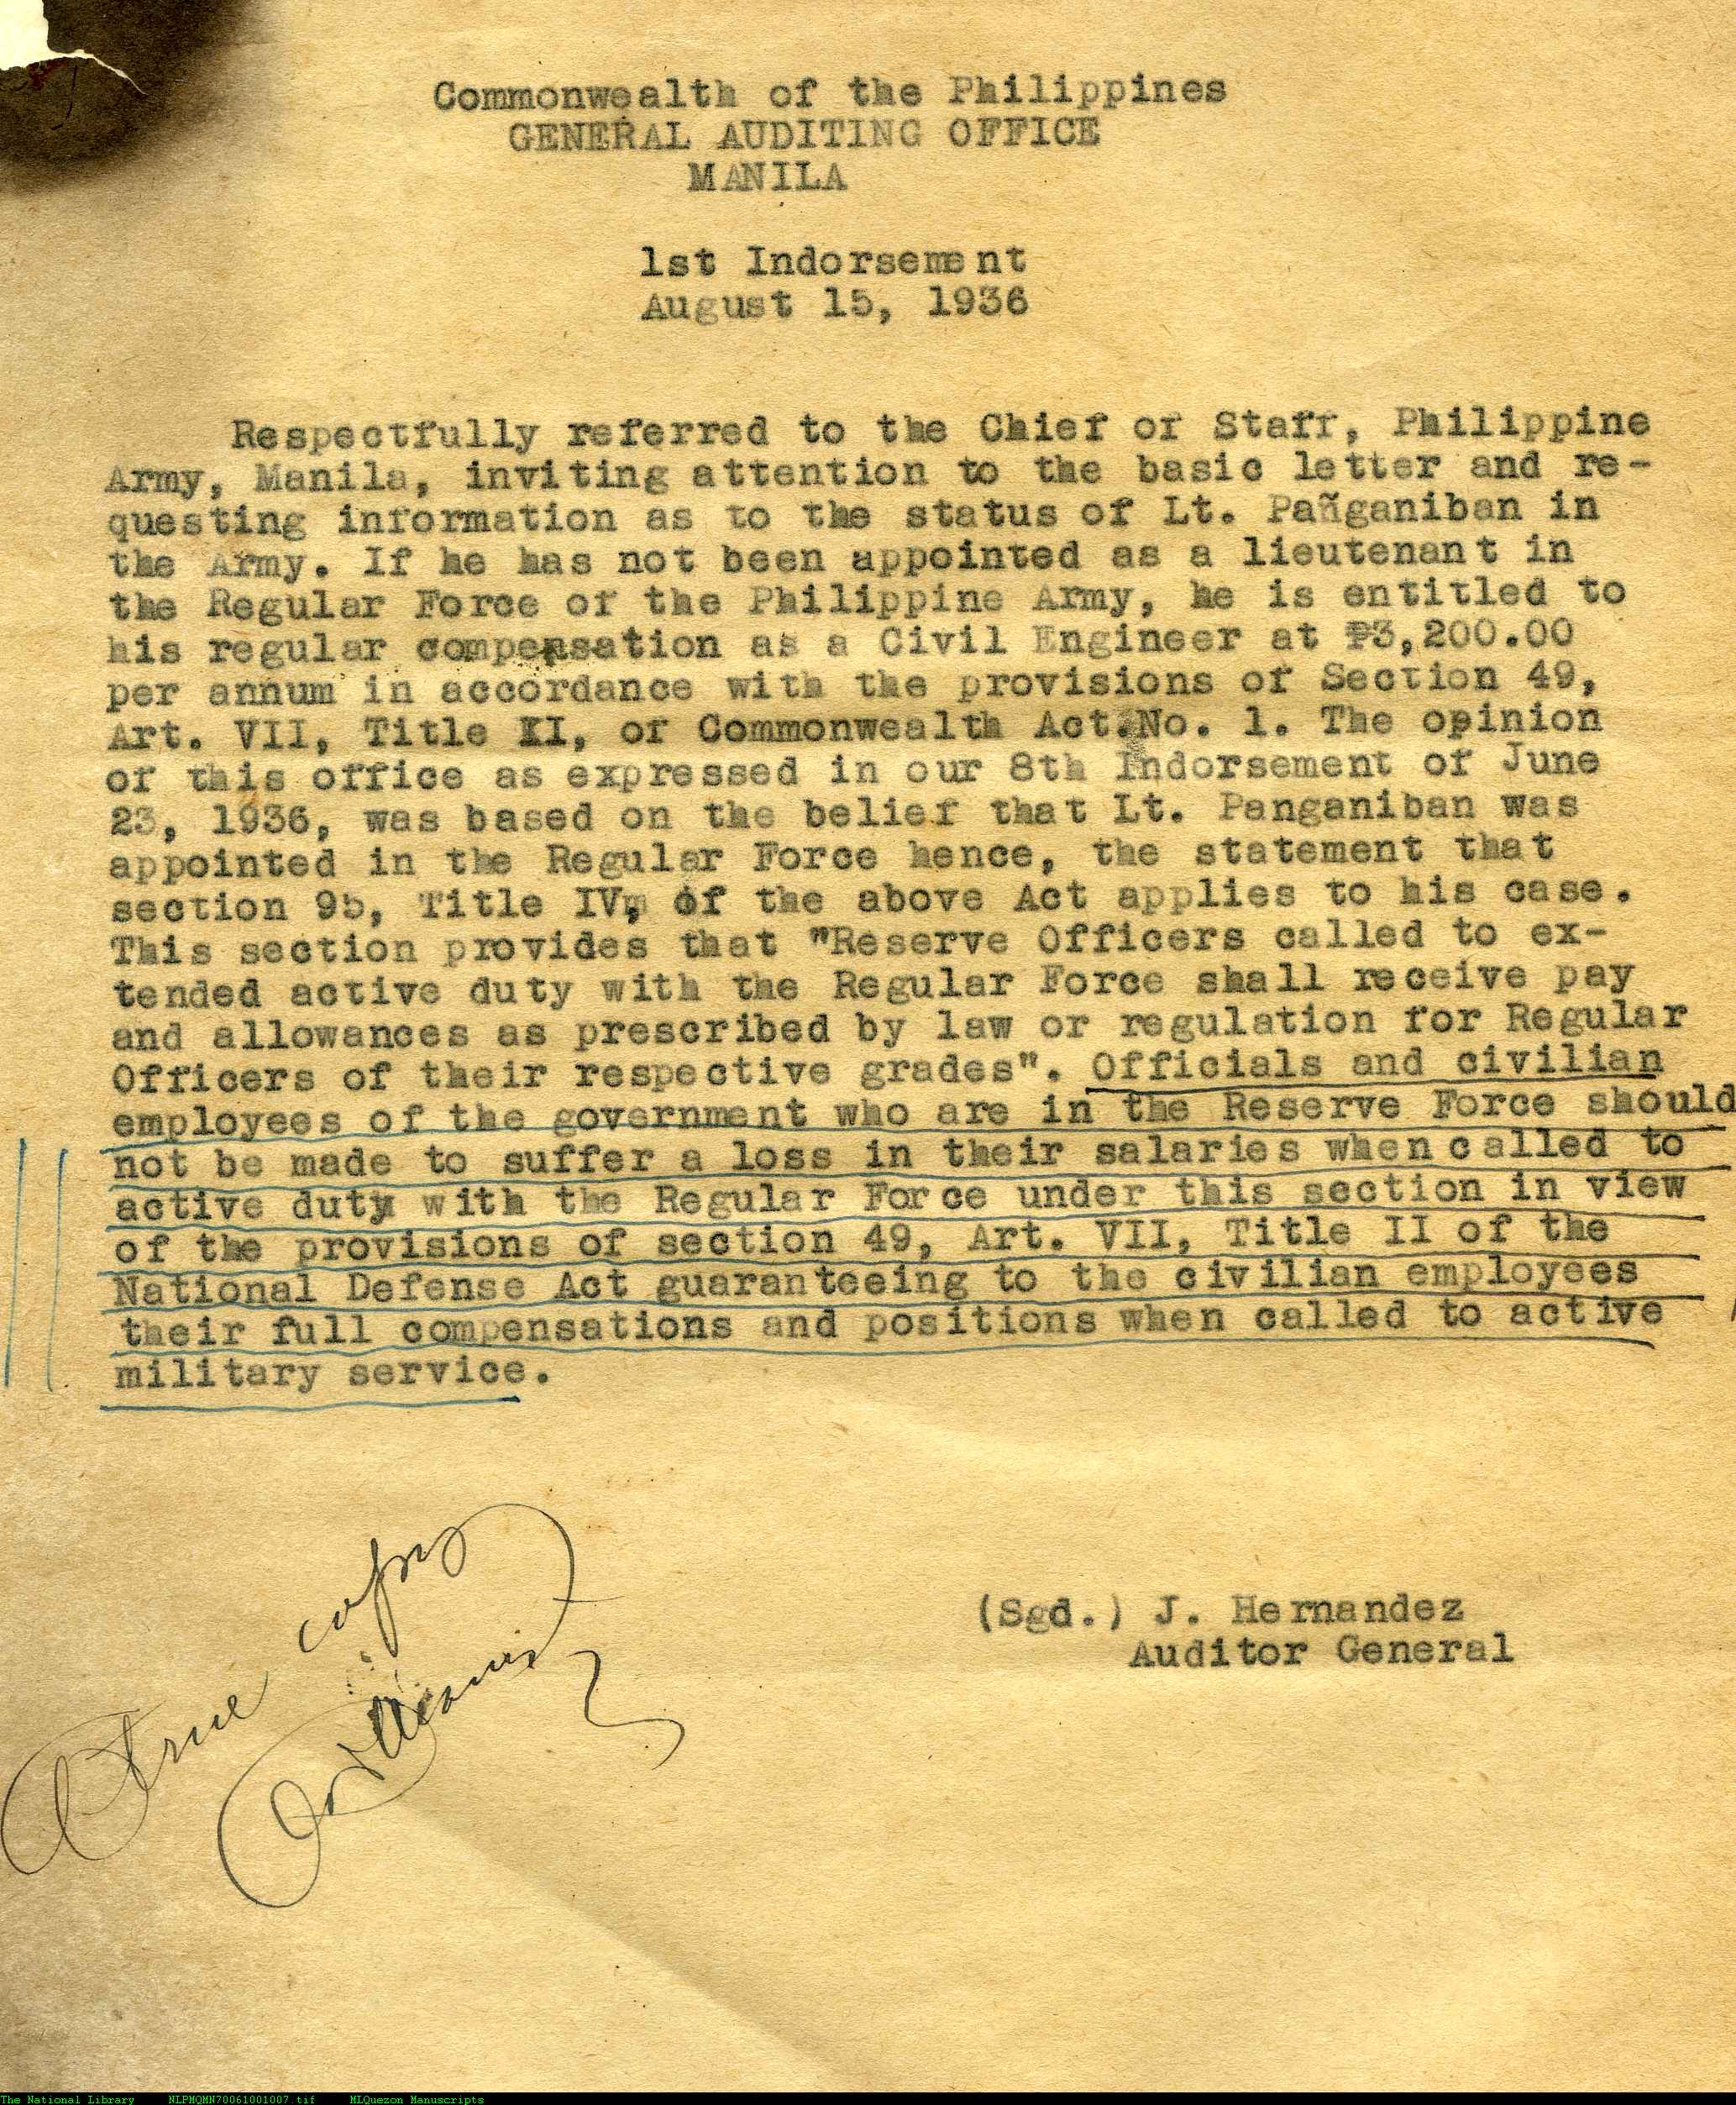 Commonwealth of the Philippines
GENERAL AUDITING OFFICE
MANILA
1st Indorsement
August 15, 1936
Respectfully referred to the Chief of Staff, Philippine
Army, Manila, inviting attention to the basic letter and re-
questing information as to the status of Lt. Pañganiban in
the Army. If he has not been appointed as a lieutenant in
the Regular Force of the Philippine Army, he is entitled to
his regular compensation as a Civil Engineer at ₱3,200.00
per annum in accordance with the provisions of Section 49,
Art. VII, Title II, of Commonwealth Act.No. 1. The opinion
of this office as expressed in our 8th Indorsement of June
23, 1936, was based on the belief that Lt. Panganiban was
appointed in the Regular Force hence, the statement that
section 95, Title IV, of the above Act applies to his case.
This section provides that "Reserve Officers called to ex-
tended active duty with the Regular Force shall receive pay
and allowances as prescribed by law or regulation for Regular
Officers of their respective grades". Officials and civilian
employees of the government who are in the Reserve Force should
not be made to suffer a loss in their salaries when called to
active duty with the Regular Force under this section in view
of the provisions of section 49, Art. VII, Title II of the
National Defense Act guaranteeing to the civilian employees
their full compensations and positions when called to active
military service.
(Sgd.) J. Hernandez
Auditor General
A true copy
The National Library NLPMQMN70061001007.tif MLQuezon Manuscripts